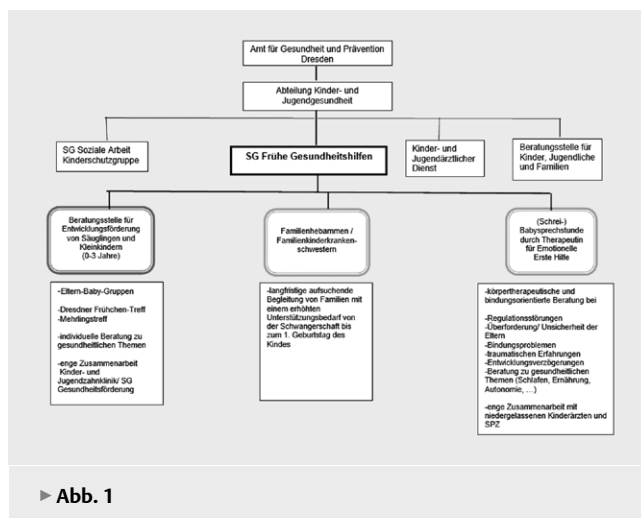 Amt für Gesundheit und Prävention
Dresden
Abteilung Kinder- und
Jugendgesundheit
SG Soziale Arbeit
Kinderschutzgruppe
SG Frühe Gesundheitshilfen
Kinder- und
Jugendärztlicher
Dienst
Beratungsstelle für
Kinder, Jugendliche
und Familien
Beratungsstelle für
Entwicklungsförderung
von Säuglingen und
Kleinkindern
(0-3 Jahre)
Familienhebammen /
Familienkinderkranken-
schwestern
(Schrei-)
Babysprechstunde
durch Therapeutin
für Emotionelle
Erste Hilfe
-Eltern-Baby-Gruppen
-Dresdner Frühchen-Treff
-Mehrlingstreff
-individuelle Beratung zu
gesundheitlichen Themen
-enge Zusammenarbeit
Kinder- und
Jugendzahnklinik/ SG
Gesundheitsförderung
-langfristige aufsuchende
Begleitung von Familien mit
einem erhöhten
Unterstützungsbedarf von der
Schwangerschaft bis
zum 1. Geburtstag des
Kindes
-körpertherapeutische und
bindungsorientierte Beratung bei
-Regulationsstörungen
-Überforderung/ Unsicherheit der
Eltern
-Bindungsproblemen
-traumatischen Erfahrungen
-Entwicklungsverzögerungen
-Beratung zu gesundheitlichen
Themen (Schlafen, Ernährung,
Autonomie, ...)
-enge Zusammenarbeit mit
niedergelassenen Kinderärzten und
SPZ
▶ Abb. 1